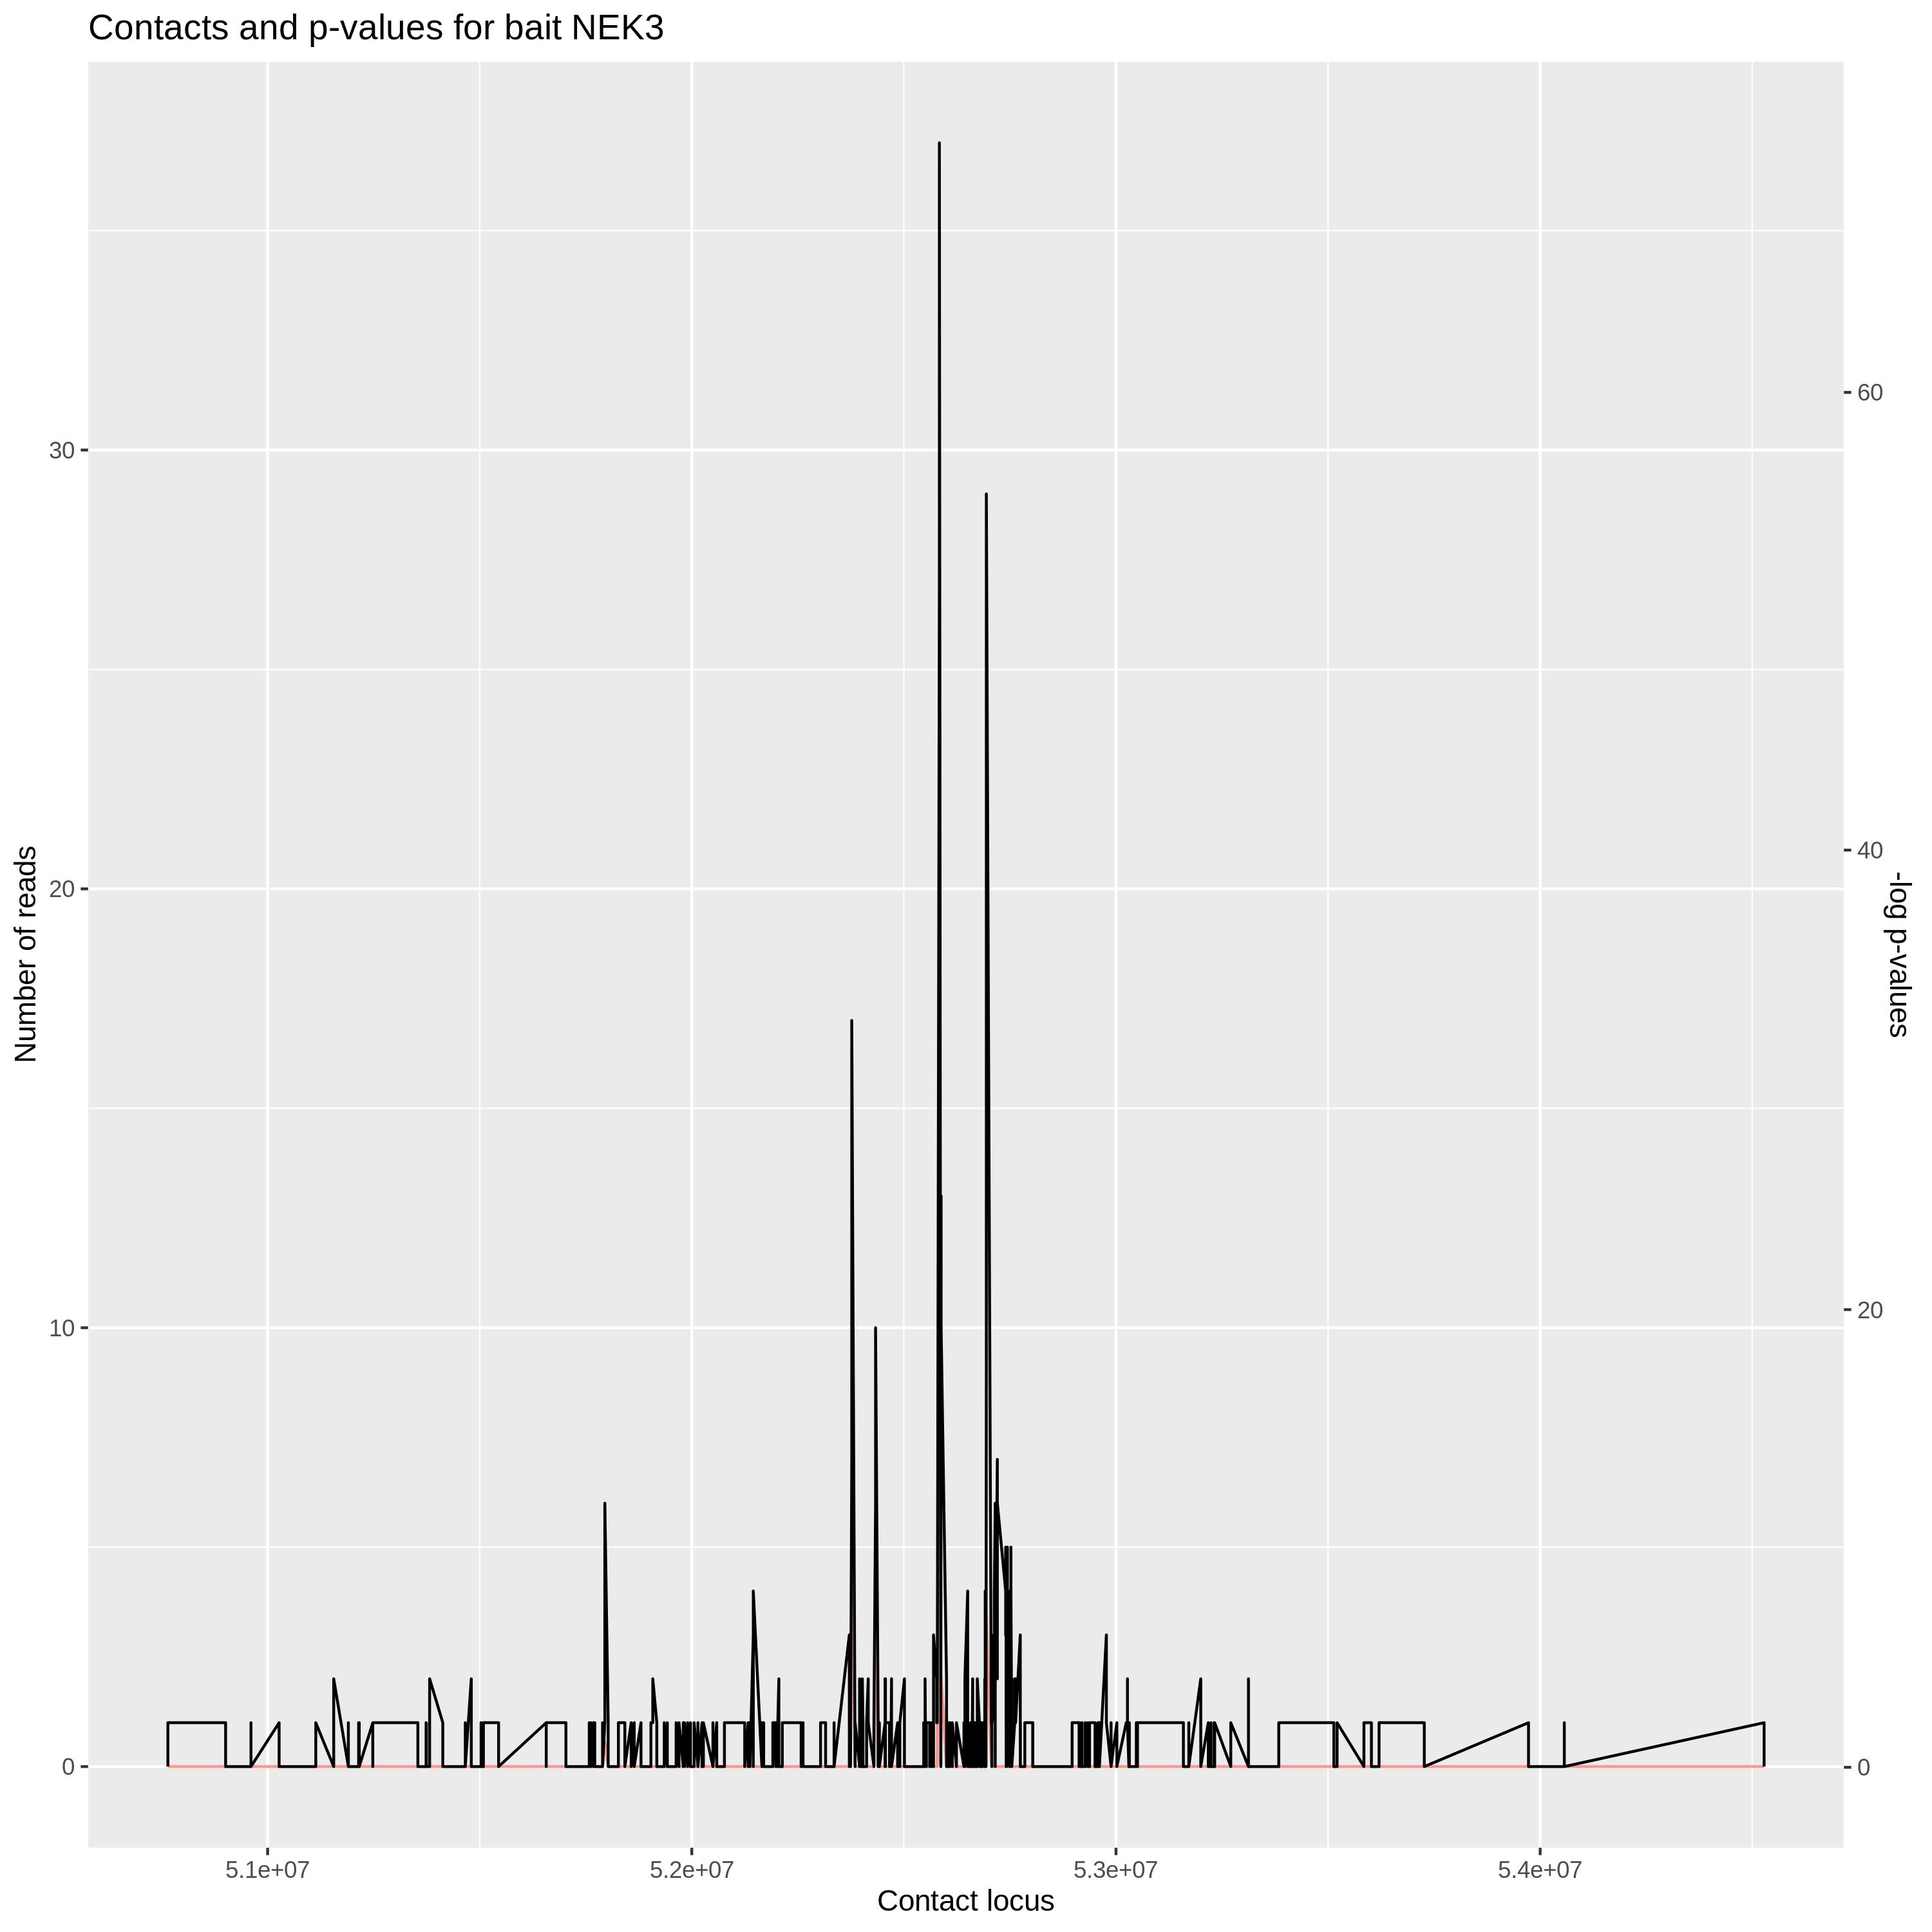 Contacts and p-values for bait NEK3
30
20
10
0
60
40
20
0
Number of reads
-log p-values
5.1e+07
5.2e+07
5.3e+07
5.4e+07
Contact locus